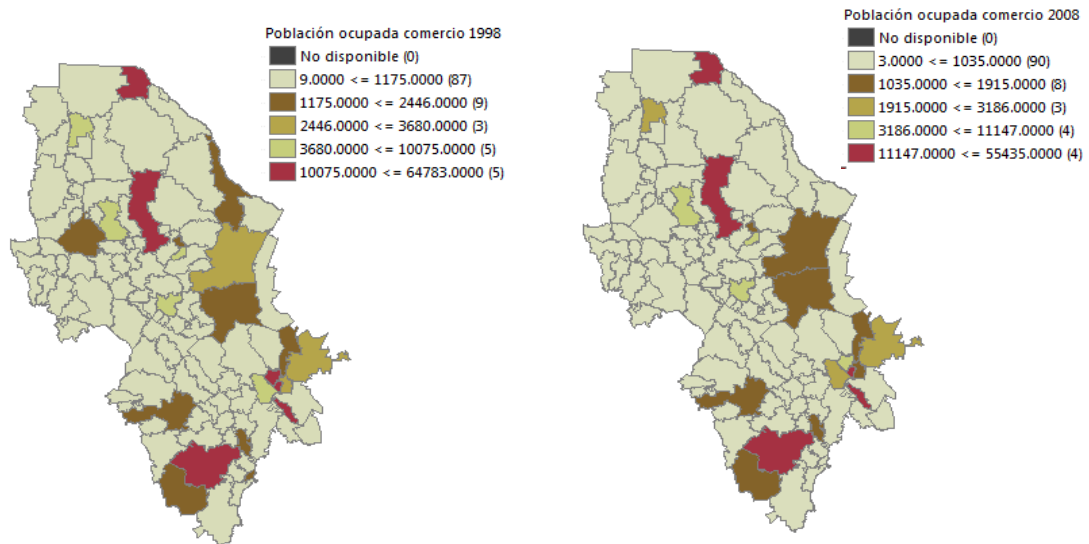 Población ocupada comercio 1998
No disponible (0)
9.0000 <= 1175.0000 (87)
1175.0000 <= 2446.0000 (9)
2446.0000 <= 3680.0000 (3)
3680.0000 <= 10075.0000 (5)
10075.0000 <= 64783.0000 (5)
Población ocupada comercio 2008
No disponible (0)
3.0000 <= 1035.0000 (90)
1035.0000 <= 1915.0000 (8)
1915.0000 <= 3186.0000 (3)
3186.0000 <= 11147.0000 (4)
11147.0000 <= 55435.0000 (4)